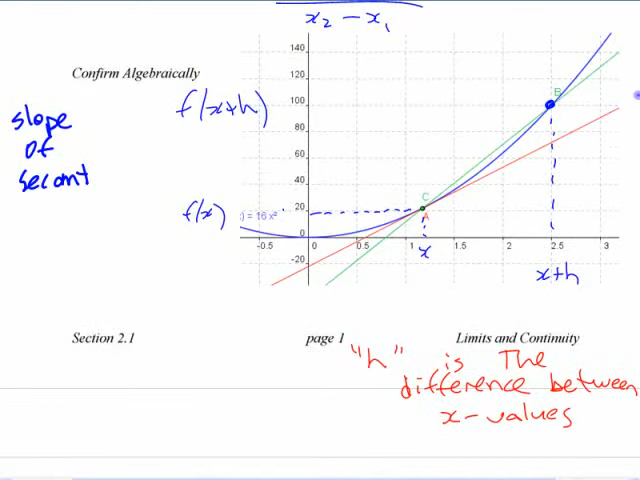 x₂ - x₁
Confirm Algebraically
slope
of
secant
f(x+h)
f(x)
) = 16 x²
140
120
100
80
60
40
20
0
-20
-0.5
0
0.5
1
1.5
2
2.5
3
B
C
A
x
x+h
Section 2.1
page 1
Limits and Continuity
"h" is The
difference between
x-values